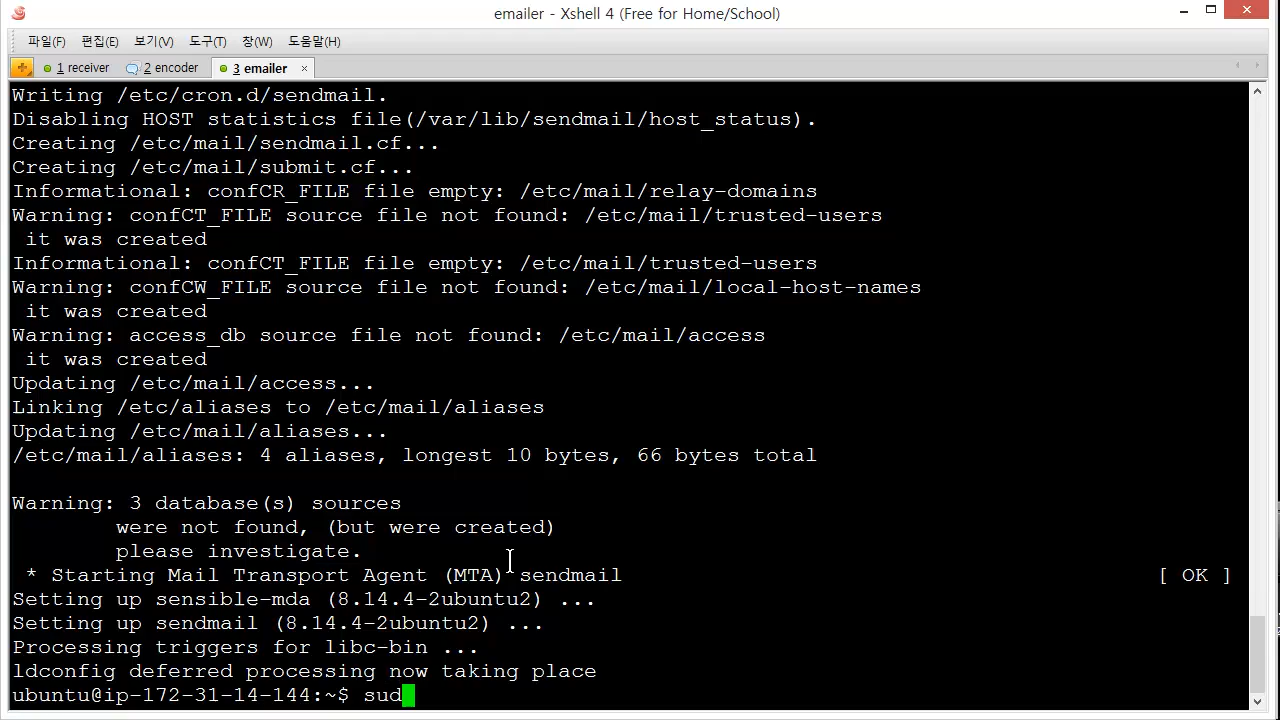 emailer - Xshell 4 (Free for Home/School)
파일(F) 편집(E) 보기(V) 도구(T) 창(W) 도움말(H)
1 receiver 2 encoder 3 emailer ×
Writing /etc/cron.d/sendmail.
Disabling HOST statistics file(/var/lib/sendmail/host_status).
Creating /etc/mail/sendmail.cf...
Creating /etc/mail/submit.cf...
Informational: confCR_FILE file empty: /etc/mail/relay-domains
Warning: confCT_FILE source file not found: /etc/mail/trusted-users
 it was created
Informational: confCT_FILE file empty: /etc/mail/trusted-users
Warning: confCW_FILE source file not found: /etc/mail/local-host-names
 it was created
Warning: access_db source file not found: /etc/mail/access
 it was created
Updating /etc/mail/access...
Linking /etc/aliases to /etc/mail/aliases
Updating /etc/mail/aliases...
/etc/mail/aliases: 4 aliases, longest 10 bytes, 66 bytes total
Warning: 3 database(s) sources
        were not found, (but were created)
        please investigate.
 * Starting Mail Transport Agent (MTA) sendmail [ OK ]
Setting up sensible-mda (8.14.4-2ubuntu2) ...
Setting up sendmail (8.14.4-2ubuntu2) ...
Processing triggers for libc-bin ...
ldconfig deferred processing now taking place
ubuntu@ip-172-31-14-144:~$ sud